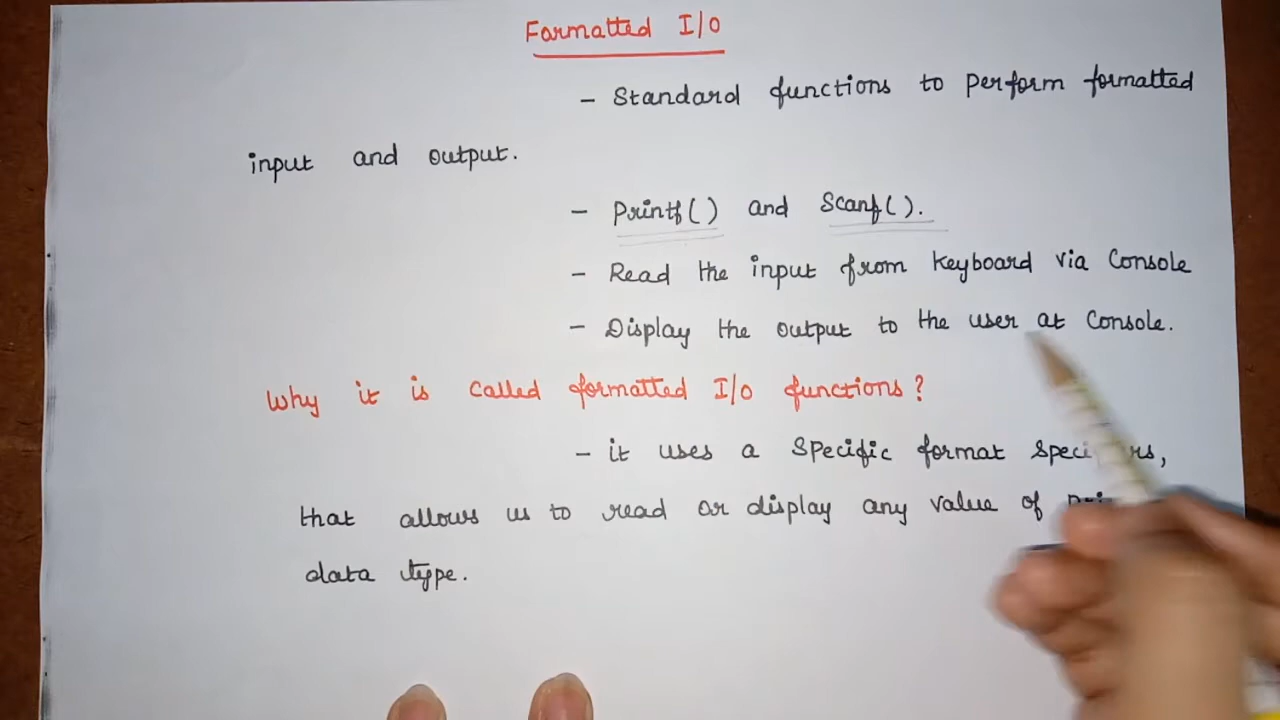 Formatted I/O
- Standard functions to perform formatted
input and output.
- Printf() and Scanf().
- Read the input from keyboard via Console
- Display the output to the user at Console.
Why it is called formatted I/O functions?
- it uses a specific format
that allows us to read or display any value of
data type.